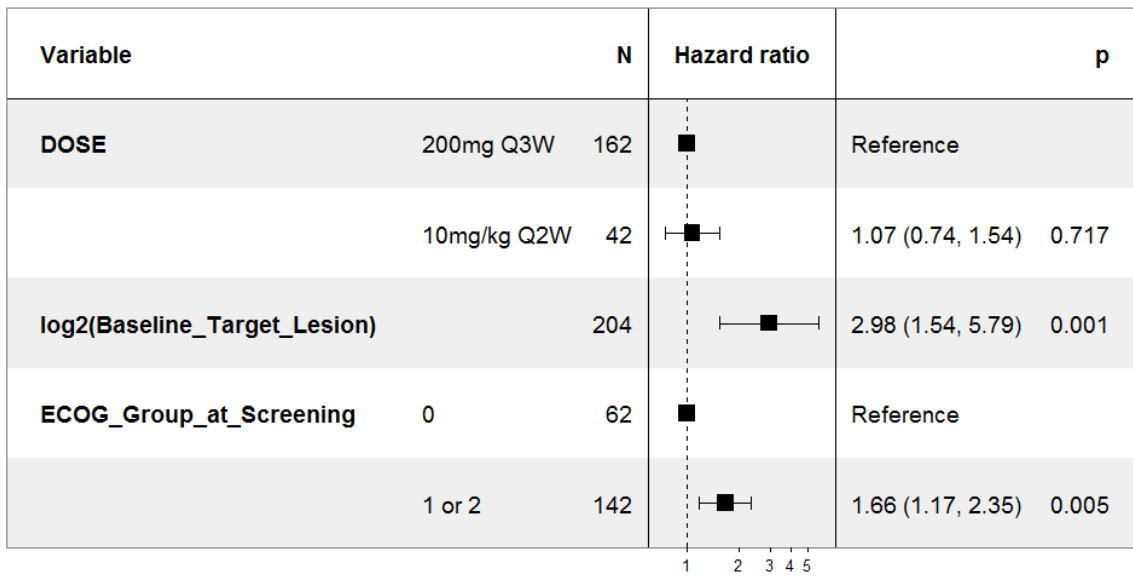 Variable N Hazard ratio p
DOSE 200mg Q3W 162 Reference
10mg/kg Q2W 42 1.07 (0.74, 1.54) 0.717
log2(Baseline_Target_Lesion) 204 2.98 (1.54, 5.79) 0.001
ECOG_Group_at_Screening 0 62 Reference
1 or 2 142 1.66 (1.17, 2.35) 0.005
1 2 3 4 5